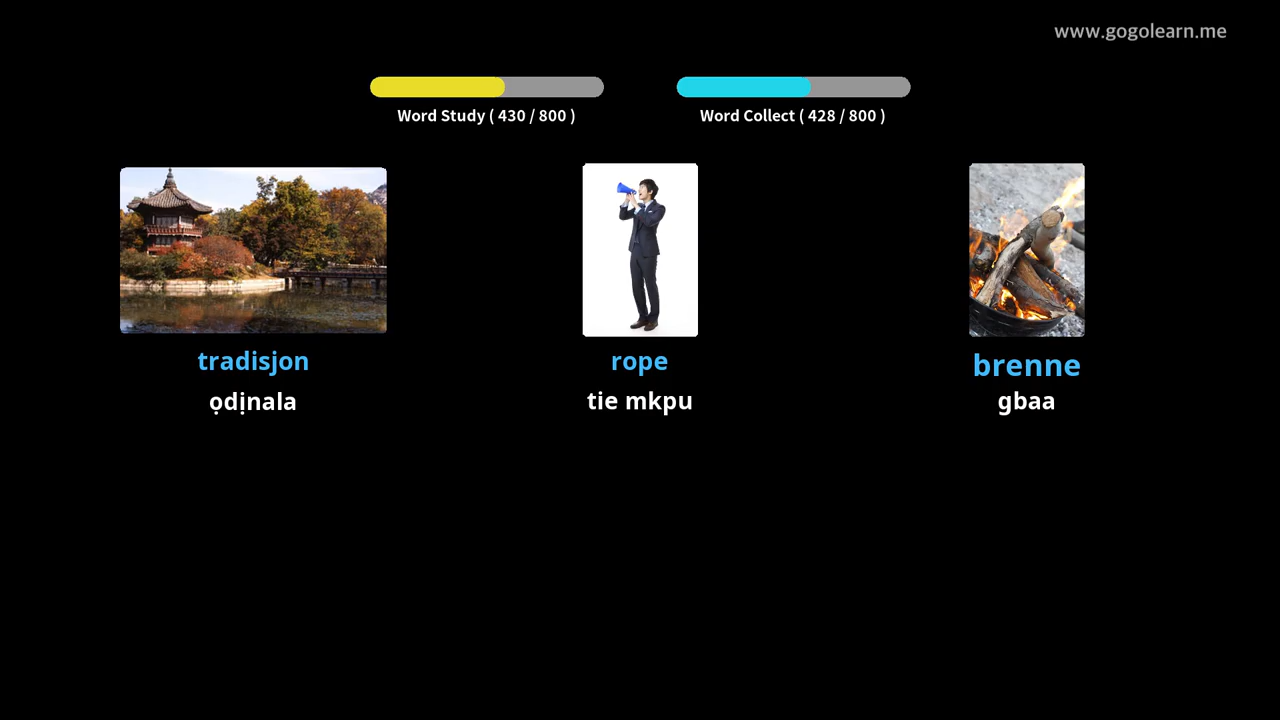 www.gogolearn.me
Word Study ( 430 / 800 )
Word Collect ( 428 / 800 )
tradisjon
ọdịnala
rope
tie mkpu
brenne
gbaa